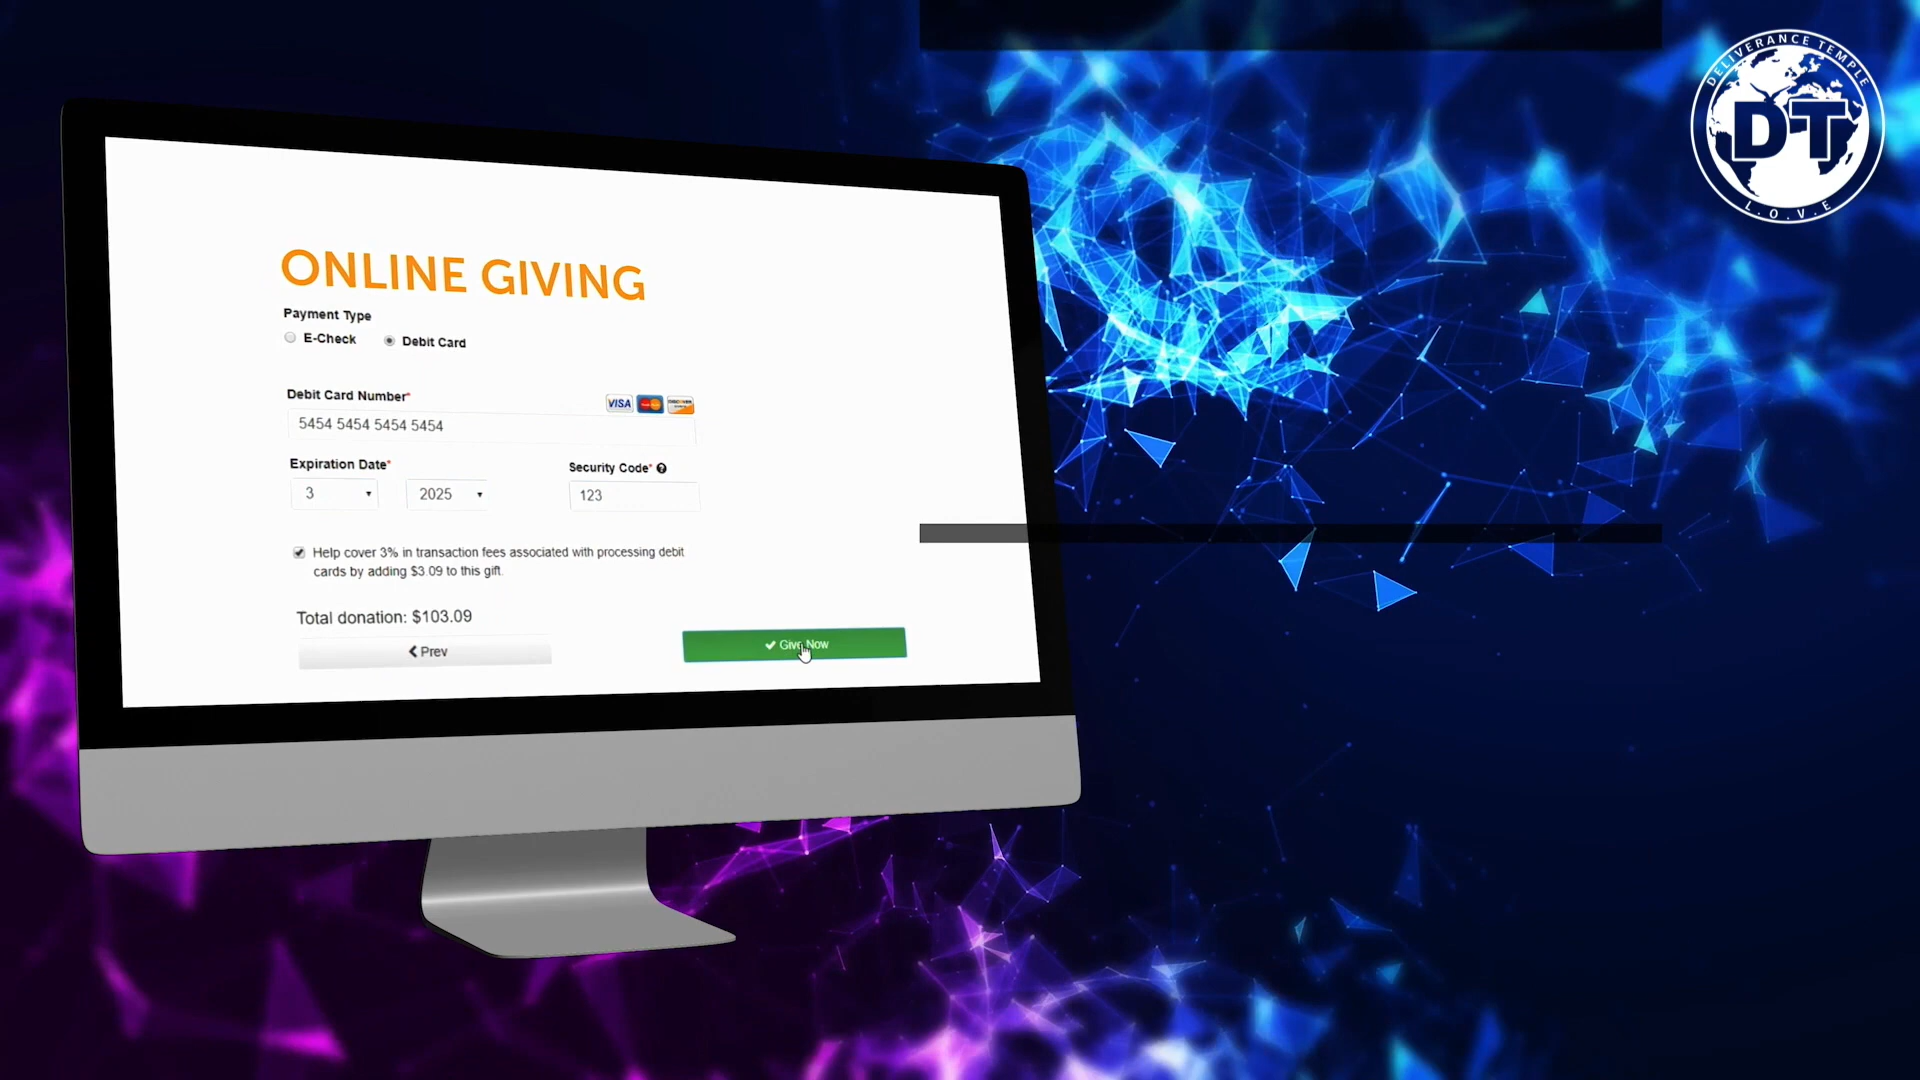 DELIVERANCE TEMPLE
DT
L.O.V.E
ONLINE GIVING
Payment Type
E-Check Debit Card
Debit Card Number*
VISA
DISCOVER
5454 5454 5454 5454
Expiration Date* Security Code*
3 2025 123
Help cover 3% in transaction fees associated with processing debit
cards by adding $3.09 to this gift.
Total donation: $103.09
Prev Give Now